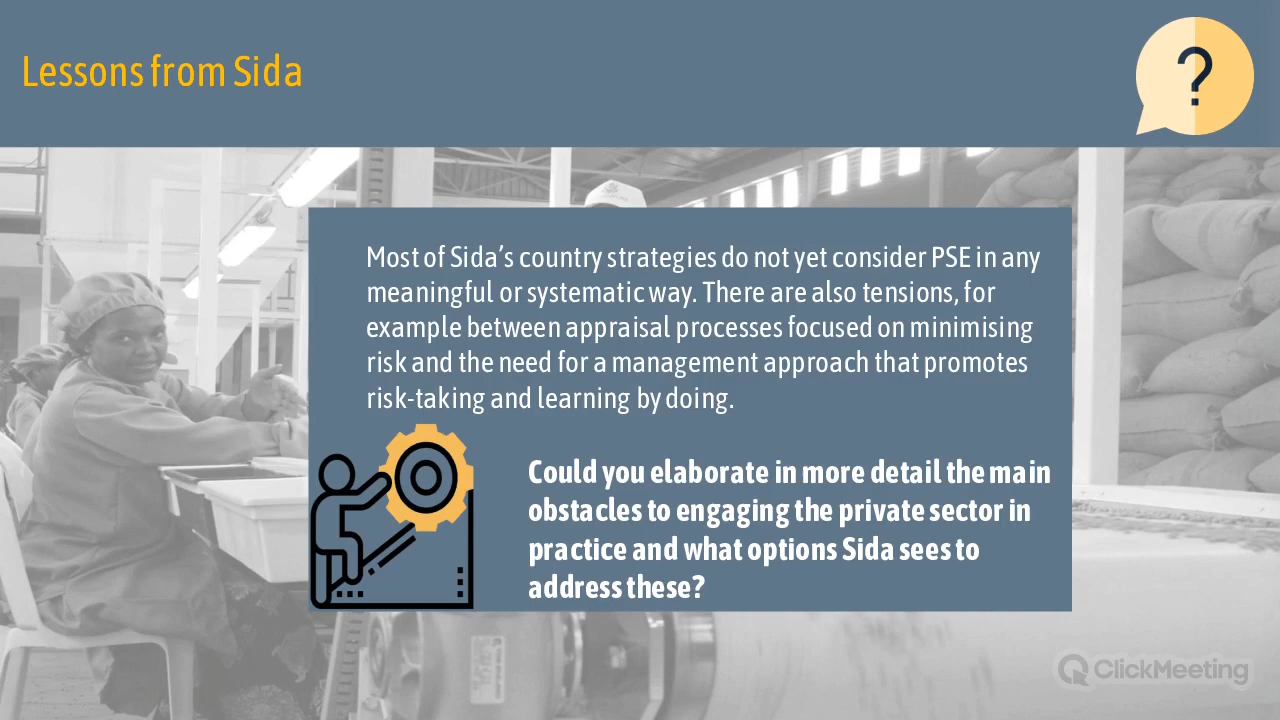 Lessons from Sida
?
Most of Sida's country strategies do not yet consider PSE in any
meaningful or systematic way. There are also tensions, for
example between appraisal processes focused on minimising
risk and the need for a management approach that promotes
risk-taking and learning by doing.
Could you elaborate in more detail the main
obstacles to engaging the private sector in
practice and what options Sida sees to
address these?
ClickMeeting